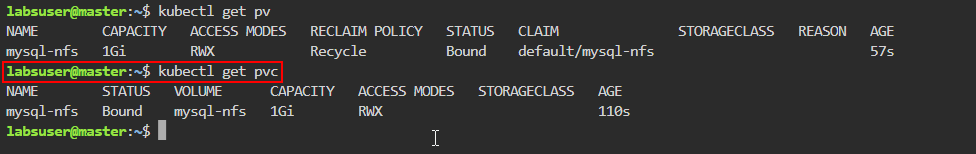 labsuser@master:~$ kubectl get pv
NAME CAPACITY ACCESS MODES RECLAIM POLICY STATUS CLAIM STORAGECLASS REASON AGE
mysql-nfs 1Gi RWX Recycle Bound default/mysql-nfs 57s
labsuser@master:~$ kubectl get pvc
NAME STATUS VOLUME CAPACITY ACCESS MODES STORAGECLASS AGE
mysql-nfs Bound mysql-nfs 1Gi RWX 110s
labsuser@master:~$